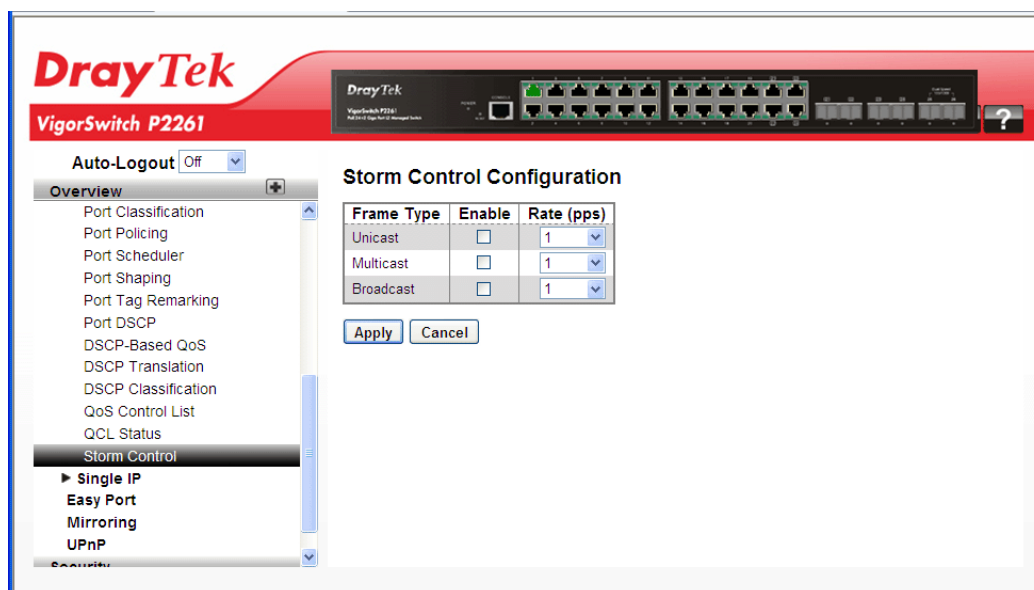 DrayTek
VigorSwitch P2261
DrayTek
VigorSwitch P2261
?
Auto-Logout Off
Overview
Port Classification
Port Policing
Port Scheduler
Port Shaping
Port Tag Remarking
Port DSCP
DSCP-Based QoS
DSCP Translation
DSCP Classification
QoS Control List
QCL Status
Storm Control
Single IP
Easy Port
Mirroring
UPnP
Security
Storm Control Configuration
Frame Type Enable Rate (pps)
Unicast 1
Multicast 1
Broadcast 1
Apply Cancel